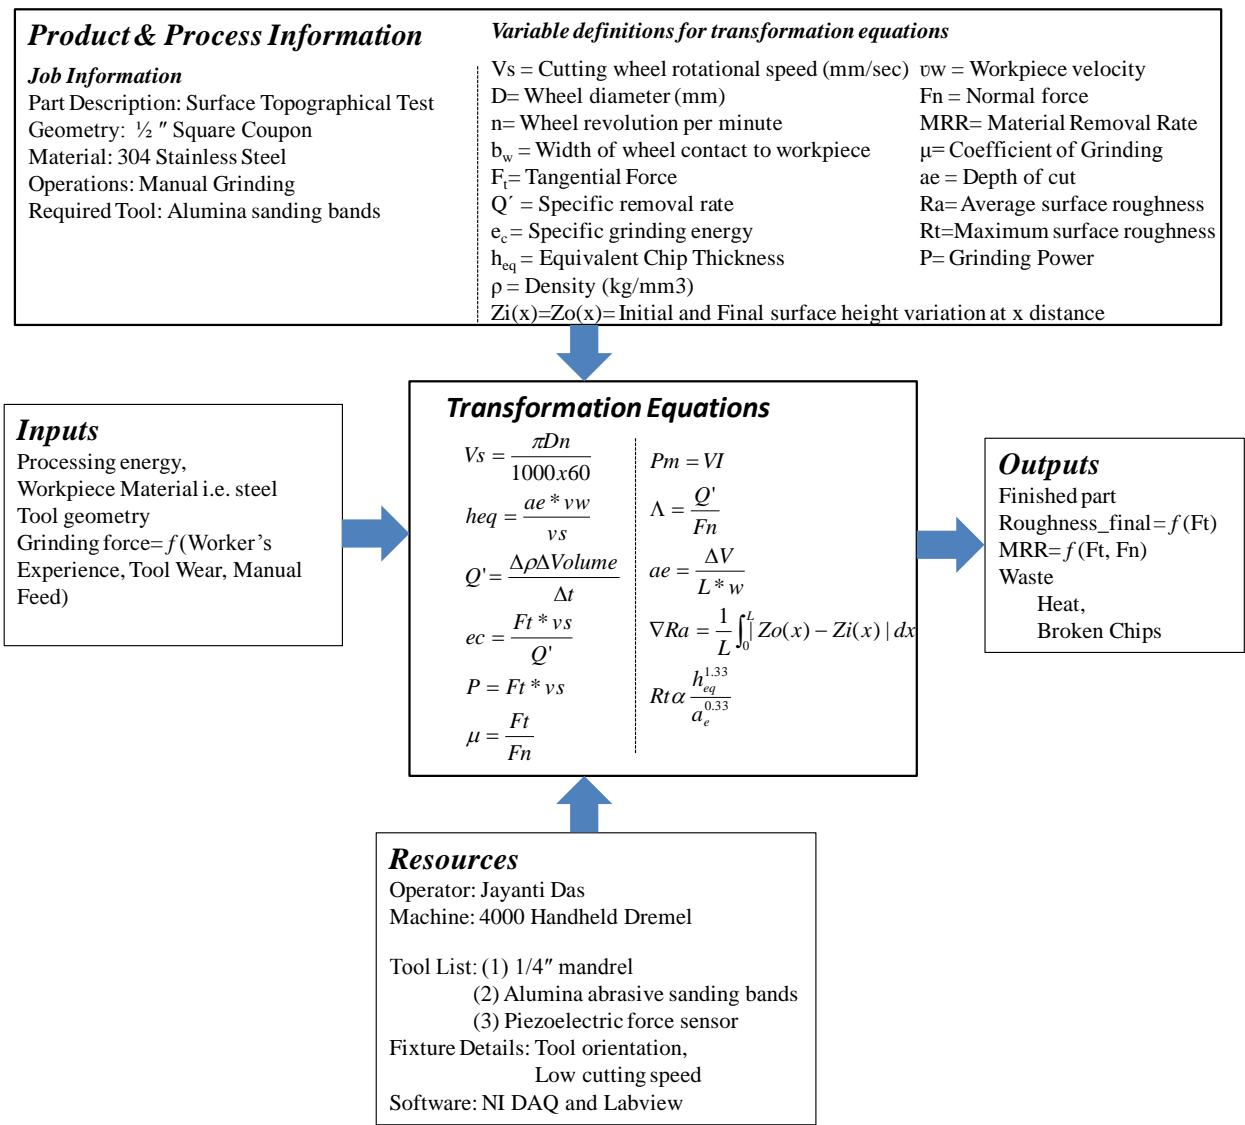 Product & Process Information
Job Information
Part Description: Surface Topographical Test
Geometry: ½ ″ Square Coupon
Material: 304 Stainless Steel
Operations: Manual Grinding
Required Tool: Alumina sanding bands
Variable definitions for transformation equations
Vs = Cutting wheel rotational speed (mm/sec)
D= Wheel diameter (mm)
n= Wheel revolution per minute
b_w = Width of wheel contact to workpiece
F_t= Tangential Force
Q´ = Specific removal rate
e_c = Specific grinding energy
h_eq = Equivalent Chip Thickness
ρ = Density (kg/mm3)
Zi(x)=Zo(x)= Initial and Final surface height variation at x distance
ʋw = Workpiece velocity
Fn = Normal force
MRR= Material Removal Rate
μ= Coefficient of Grinding
ae = Depth of cut
Ra= Average surface roughness
Rt=Maximum surface roughness
P= Grinding Power
Inputs
Processing energy,
Workpiece Material i.e. steel
Tool geometry
Grinding force= ƒ(Worker’s
Experience, Tool Wear, Manual
Feed)
Transformation Equations
Vs = πDn / 1000x60
heq = ae * vw / vs
Q' = ΔρΔVolume / Δt
ec = Ft * vs / Q'
P = Ft * vs
μ = Ft / Fn
Pm = VI
Λ = Q' / Fn
ae = ΔV / L * w
∇Ra = 1/L ∫_0^L | Zo(x) − Zi(x) | dx
Rt α h_eq^1.33 / a_e^0.33
Outputs
Finished part
Roughness_final= ƒ(Ft)
MRR= ƒ(Ft, Fn)
Waste
Heat,
Broken Chips
Resources
Operator: Jayanti Das
Machine: 4000 Handheld Dremel
Tool List: (1) 1/4″ mandrel
(2) Alumina abrasive sanding bands
(3) Piezoelectric force sensor
Fixture Details: Tool orientation,
Low cutting speed
Software: NI DAQ and Labview